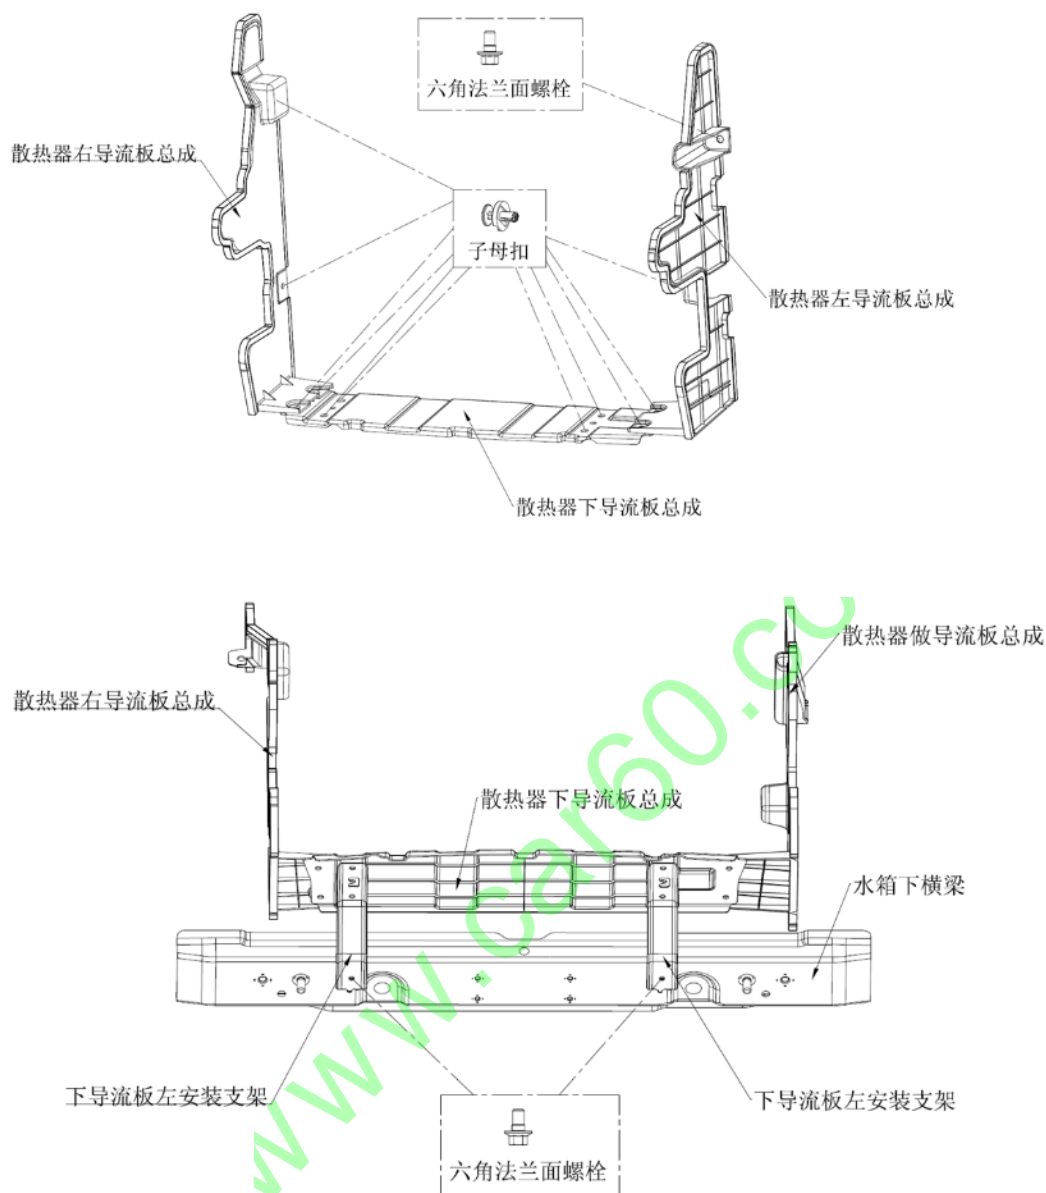 六角法兰面螺栓
散热器右导流板总成
子母扣
散热器左导流板总成
散热器下导流板总成
散热器做导流板总成
散热器右导流板总成
散热器下导流板总成
水箱下横梁
下导流板左安装支架
下导流板左安装支架
六角法兰面螺栓
www.car60.co